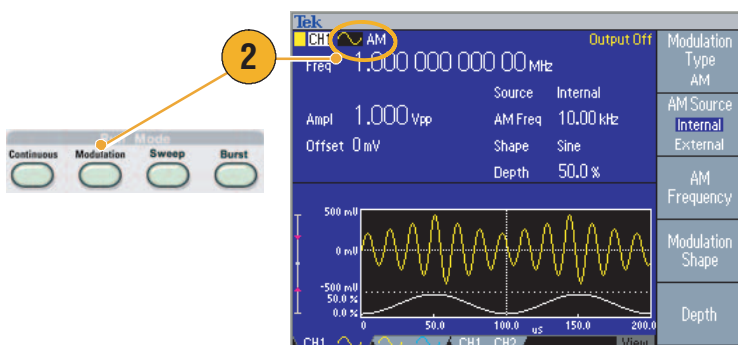 2
Run Mode
Continuous Modulation Sweep Burst
Tek
CH1 AM Output Off
Freq 1.000 000 000 00 MHz
Source Internal
Ampl 1.000 Vpp AM Freq 10.00 kHz
Offset 0 mV Shape Sine
Depth 50.0 %
500 mV
0 mV
-500 mV
50.0 %
0.0 %
0 50.0 100.0 us 150.0 200.0
CH1 CH1 CH2 View
Modulation
Type
AM
AM Source
Internal
External
AM
Frequency
Modulation
Shape
Depth